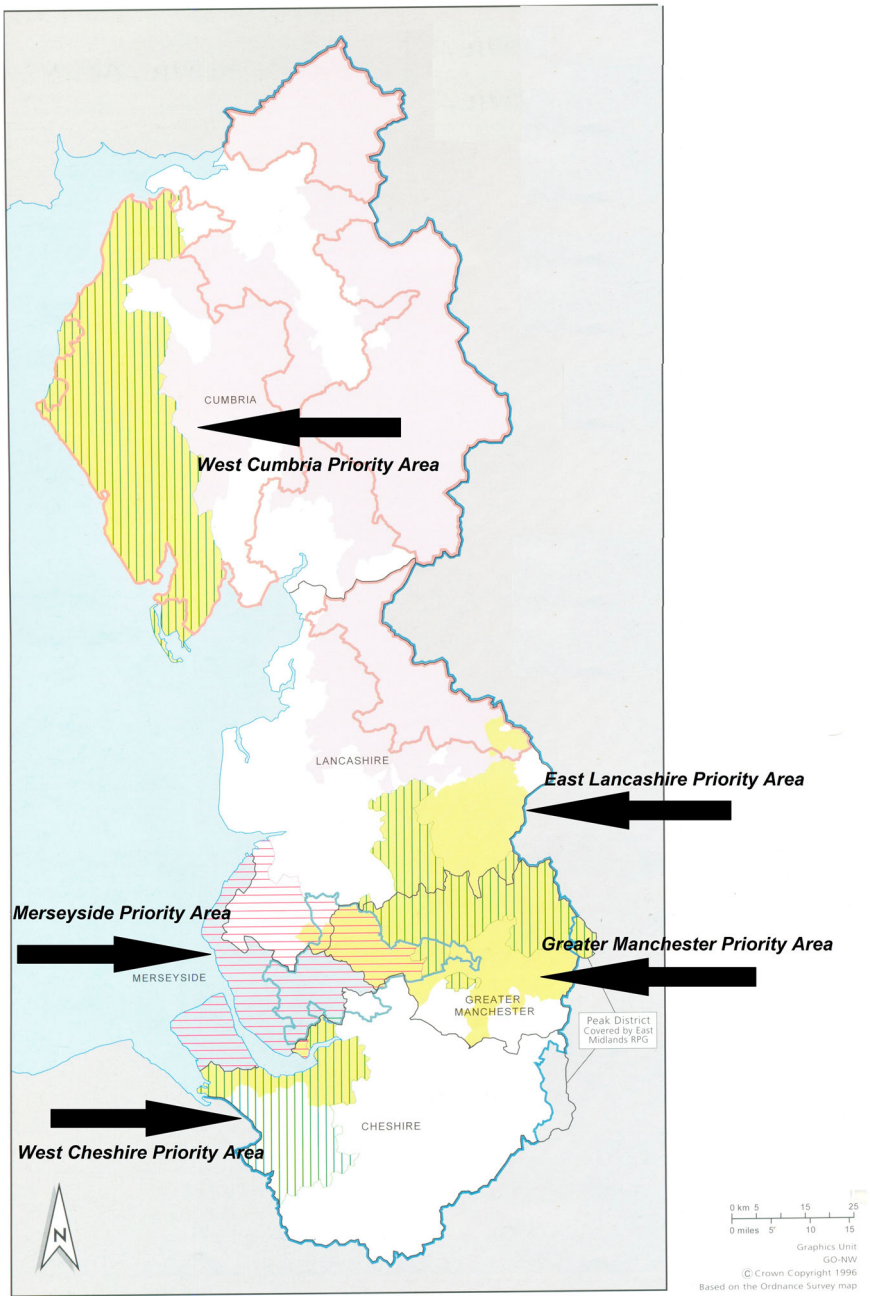 CUMBRIA
West Cumbria Priority Area
LANCASHIRE
East Lancashire Priority Area
Merseyside Priority Area
Greater Manchester Priority Area
MERSEYSIDE
GREATER
MANCHESTER
Peak District
Covered by East
Midlands RPG
CHESHIRE
West Cheshire Priority Area
N
0 km 5 15 25
0 miles 5' 10 15
Graphics Unit
GO-NW
© Crown Copyright 1996
Based on the Ordnance Survey map